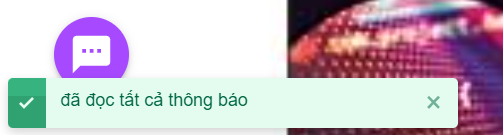 đã đọc tất cả thông báo